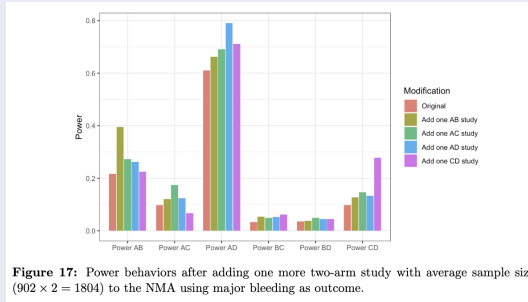 0.8
0.6
0.4
0.2
0.0
Power
Power AB Power AC Power AD Power BC Power BD Power CD
Modification
Original
Add one AB study
Add one AC study
Add one AD study
Add one CD study
Figure 17: Power behaviors after adding one more two-arm study with average sample siz
(902 × 2 = 1804) to the NMA using major bleeding as outcome.